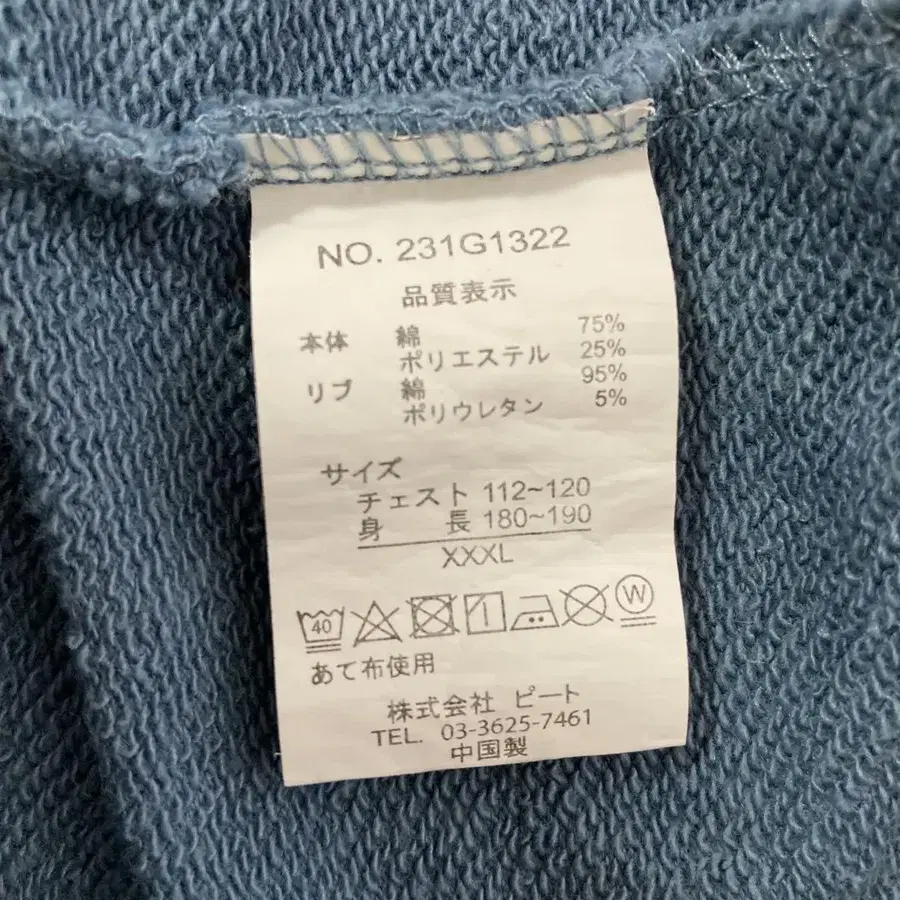 NO. 231G1322
品質表示
本体 綿 75%
ポリエステル 25%
リブ 綿 95%
ポリウレタン 5%
サイズ
チェスト 112~120
身 長 180~190
XXXL
40 W
あて布使用
株式会社 ピート
TEL. 03-3625-7461
中国製